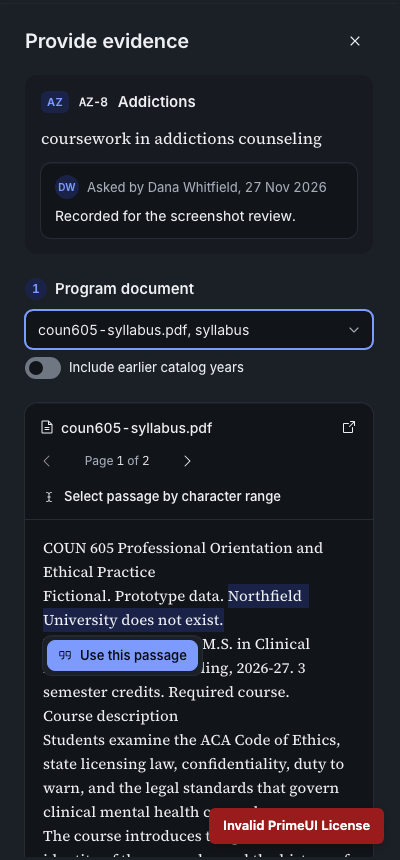 Provide evidence
AZ AZ-8 Addictions
coursework in addictions counseling
DW Asked by Dana Whitfield, 27 Nov 2026
Recorded for the screenshot review.
1 Program document
coun605-syllabus.pdf, syllabus
Include earlier catalog years
coun605-syllabus.pdf
Page 1 of 2
Select passage by character range
COUN 605 Professional Orientation and
Ethical Practice
Fictional. Prototype data. Northfield
University does not exist.
M.S. in Clinical
Use this passage
2026-27. 3
semester credits. Required course.
Course description
Students examine the ACA Code of Ethics,
state licensing law, confidentiality, duty to
warn, and the legal standards that govern
clinical mental health
The course introduces
Invalid PrimeUI License